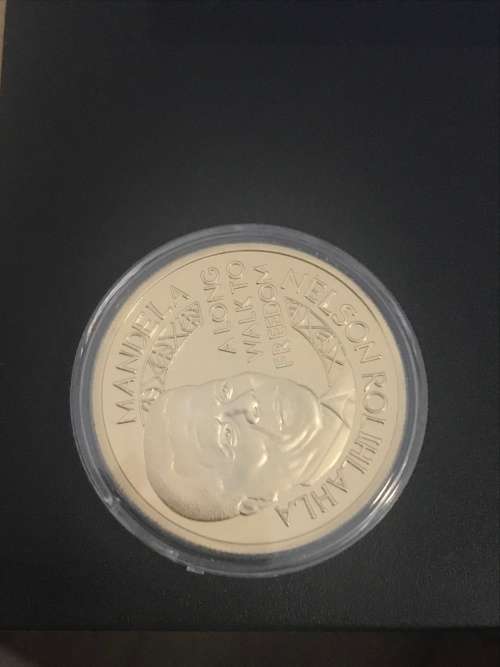 NELSON ROLIHLAHLA
MANDELA
A LONG
WALK TO
FREEDOM